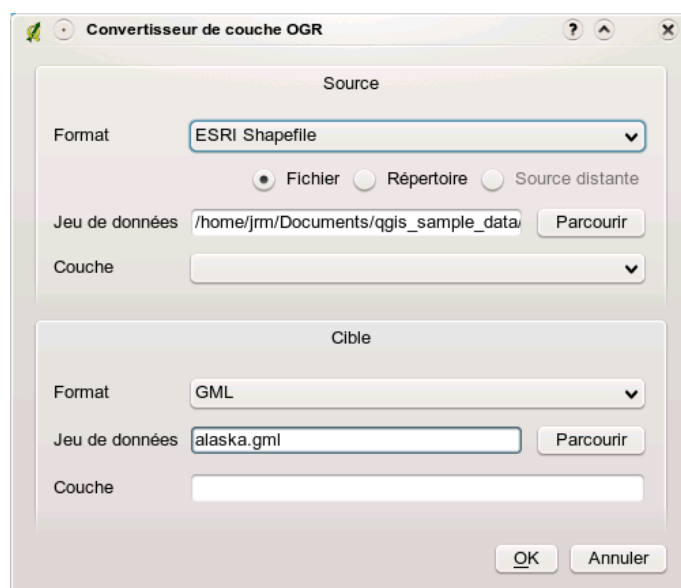 Convertisseur de couche OGR
Source
Format ESRI Shapefile
Fichier Répertoire Source distante
Jeu de données /home/jrm/Documents/qgis_sample_data/ Parcourir
Couche
Cible
Format GML
Jeu de données alaska.gml Parcourir
Couche
OK Annuler